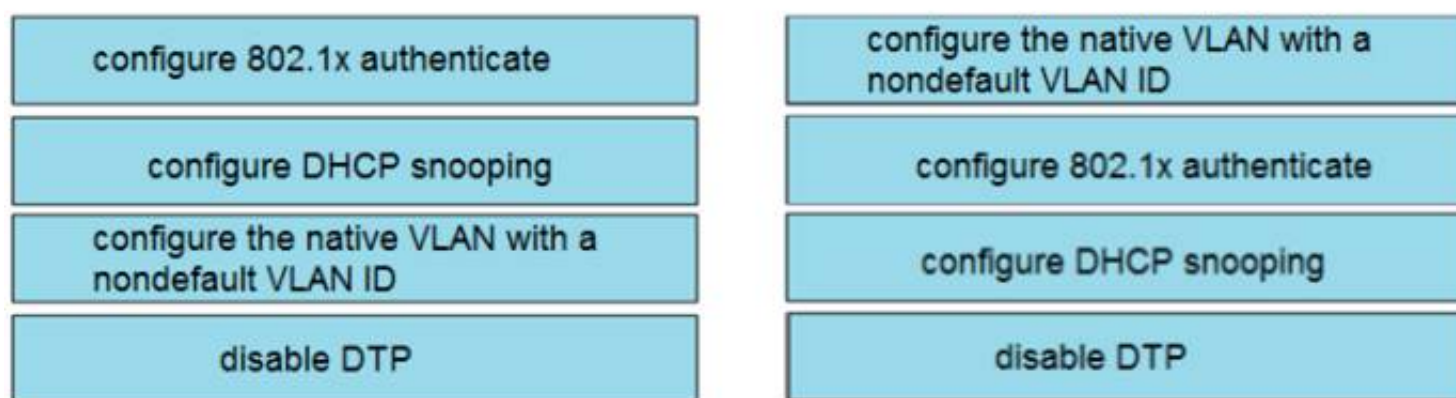 configure 802.1x authenticate
configure DHCP snooping
configure the native VLAN with a
nondefault VLAN ID
disable DTP
configure the native VLAN with a
nondefault VLAN ID
configure 802.1x authenticate
configure DHCP snooping
disable DTP